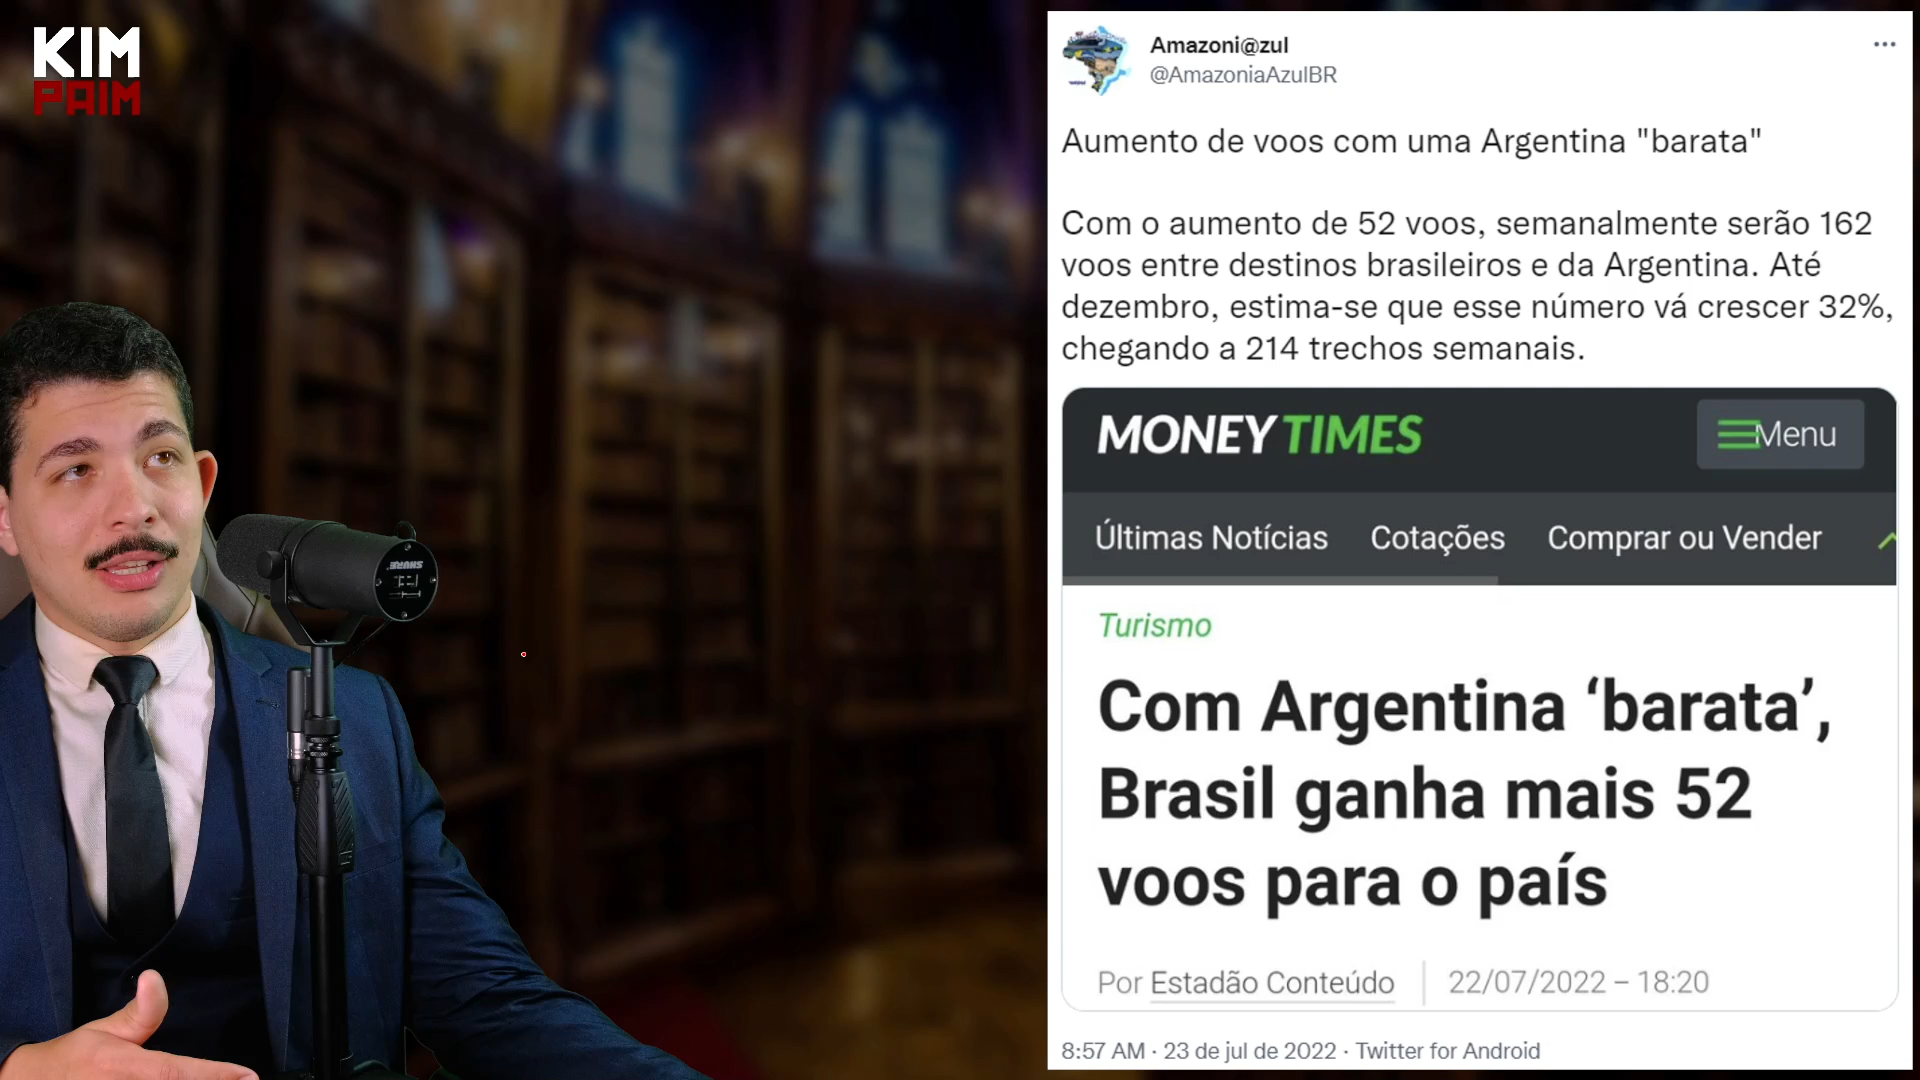 KIM
PAIM
Amazoni@zul
@AmazoniaAzulBR
Aumento de voos com uma Argentina "barata"
Com o aumento de 52 voos, semanalmente serão 162
voos entre destinos brasileiros e da Argentina. Até
dezembro, estima-se que esse número vá crescer 32%,
chegando a 214 trechos semanais.
MONEY TIMES
Menu
Últimas Notícias Cotações Comprar ou Vender
Turismo
Com Argentina ‘barata’,
Brasil ganha mais 52
voos para o país
Por Estadão Conteúdo 22/07/2022 – 18:20
8:57 AM · 23 de jul de 2022 · Twitter for Android
SHURE